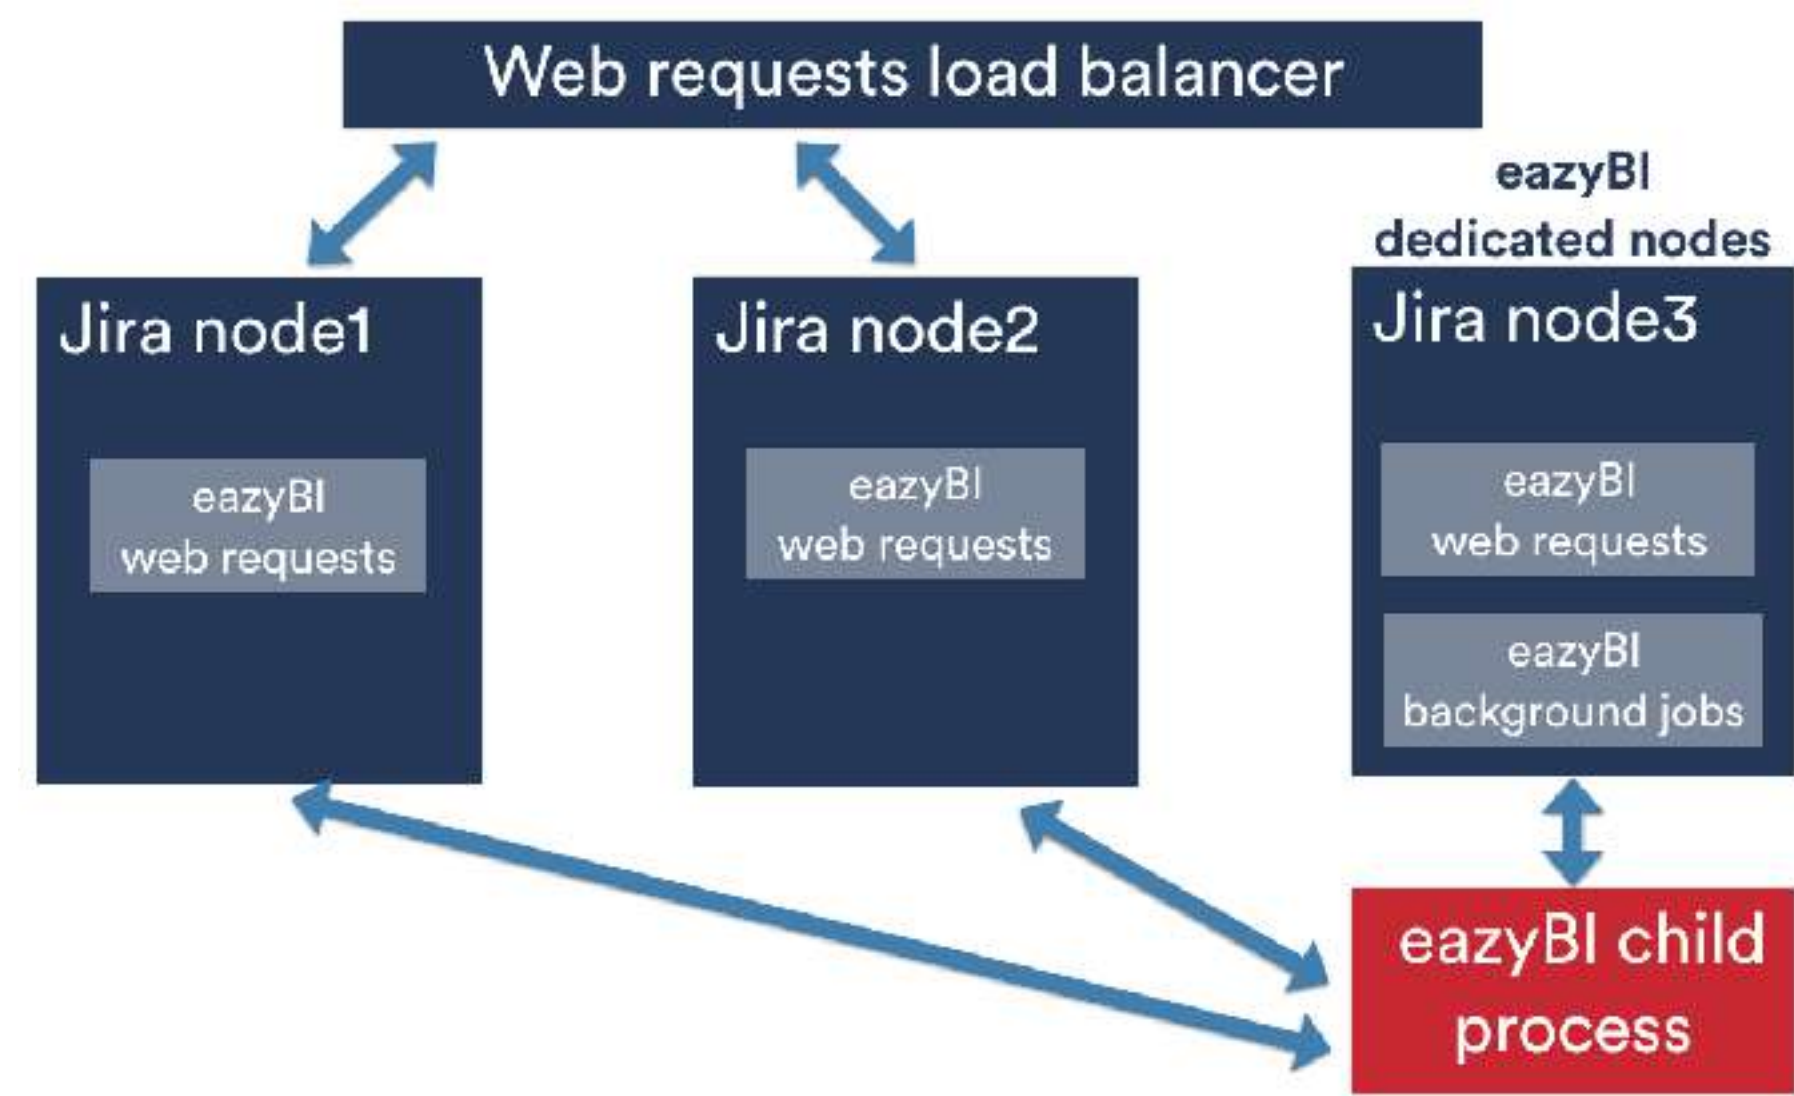 Web requests load balancer
eazyBI
dedicated nodes
Jira node1
eazyBI
web requests
Jira node2
eazyBI
web requests
Jira node3
eazyBI
web requests
eazyBI
background jobs
eazyBI child
process